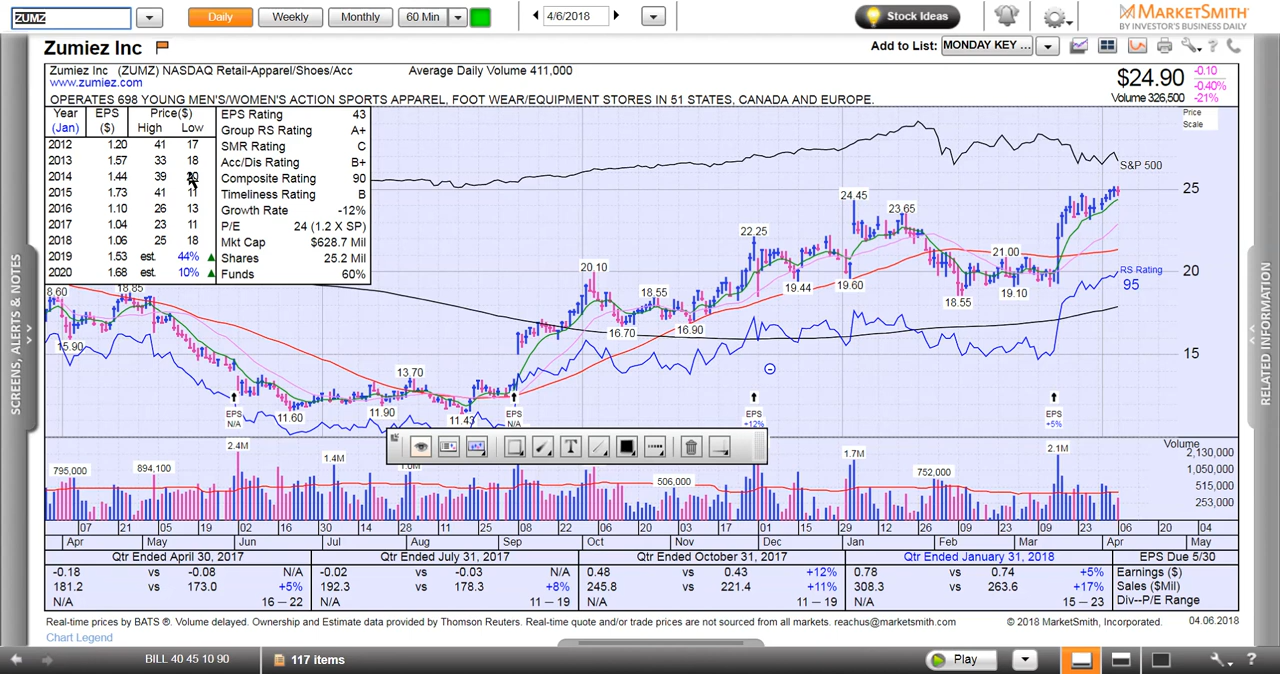 ZUMZ
Daily
Weekly
Monthly
60 Min
4/6/2018
Stock Ideas
MARKETSMITH®
BY INVESTOR'S BUSINESS DAILY
Zumiez Inc
Add to List: MONDAY KEY ...
Zumiez Inc (ZUMZ) NASDAQ Retail-Apparel/Shoes/Acc Average Daily Volume 411,000
www.zumiez.com
OPERATES 698 YOUNG MEN'S/WOMEN'S ACTION SPORTS APPAREL, FOOT WEAR/EQUIPMENT STORES IN 51 STATES, CANADA AND EUROPE.
$24.90 -0.10
-0.40%
Volume 326,500 -21%
Year EPS Price($)
(Jan) ($) High Low
2012 1.20 41 17
2013 1.57 33 18
2014 1.44 39 20
2015 1.73 41 11
2016 1.10 26 13
2017 1.04 23 11
2018 1.06 25 18
2019 1.53 est. 44%
2020 1.68 est 10%
EPS Rating 43
Group RS Rating A+
SMR Rating C
Acc/Dis Rating B+
Composite Rating 90
Timeliness Rating B
Growth Rate -12%
P/E 24 (1.2 X SP)
Mkt Cap $628.7 Mil
Shares 25.2 Mil
Funds 60%
Price
Scale
S&P 500
25
20
15
RS Rating
95
8.60
18.85
15.90
11.60
13.70
11.90
11.43
20.10
16.70
18.55
16.90
22.25
19.44
24.45
19.60
23.65
18.55
21.00
19.10
EPS
N/A
EPS
N/A
EPS
+12%
EPS
+5%
T
Volume
2,130,000
1,050,000
515,000
253,000
795,000
894,100
2.4M
1.4M
506,000
1.7M
752,000
2.1M
07 21 05 19 02 16 30 14 28 11 25 08 22 06 20 03 17 01 15 29 12 26 09 23 09 23 06 20 04
Apr May Jun Jul Aug Sep Oct Nov Dec Jan Feb Mar Apr May
Qtr Ended April 30, 2017 Qtr Ended July 31, 2017 Qtr Ended October 31, 2017 Qtr Ended January 31, 2018 EPS Due 5/30
-0.18 vs -0.08 N/A -0.02 vs -0.03 N/A 0.48 vs 0.43 +12% 0.78 vs 0.74 +5% Earnings ($)
181.2 vs 173.0 +5% 192.3 vs 178.3 +8% 245.8 vs 221.4 +11% 308.3 vs 263.6 +17% Sales ($Mil)
N/A 16 – 22 11 – 19 N/A 11 – 19 N/A 15 – 23 Div--P/E Range
Real-time prices by BATS ®. Volume delayed. Ownership and Estimate data provided by Thomson Reuters. Real-time quote and/or trade prices are not sourced from all markets. reachus@marketsmith.com © 2018 MarketSmith, Incorporated. 04.06.2018
Chart Legend
SCREENS, ALERTS & NOTES
RELATED INFORMATION
BILL 40 45 10 90
117 items
Play
?